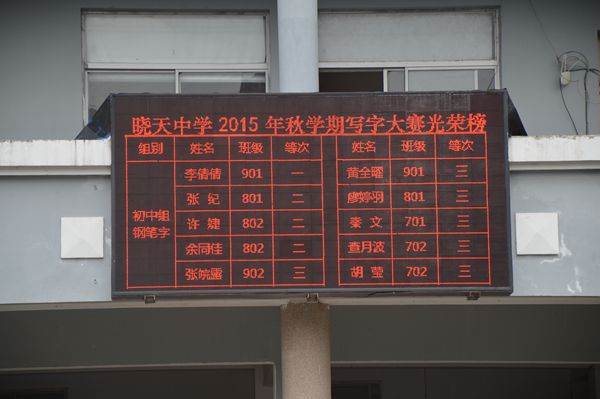 晓天中学 2015 年秋学期写字大赛光荣榜
组别 姓名 班级 等次 姓名 班级 等次
李倩倩 901 一 黄全曜 901 三
张 纪 801 二 廖婷羽 801 三
初中组 钢笔字 许 婕 802 二 秦 文 701 三
余同佳 802 二 查月波 702 三
张皖露 902 三 胡 莹 702 三